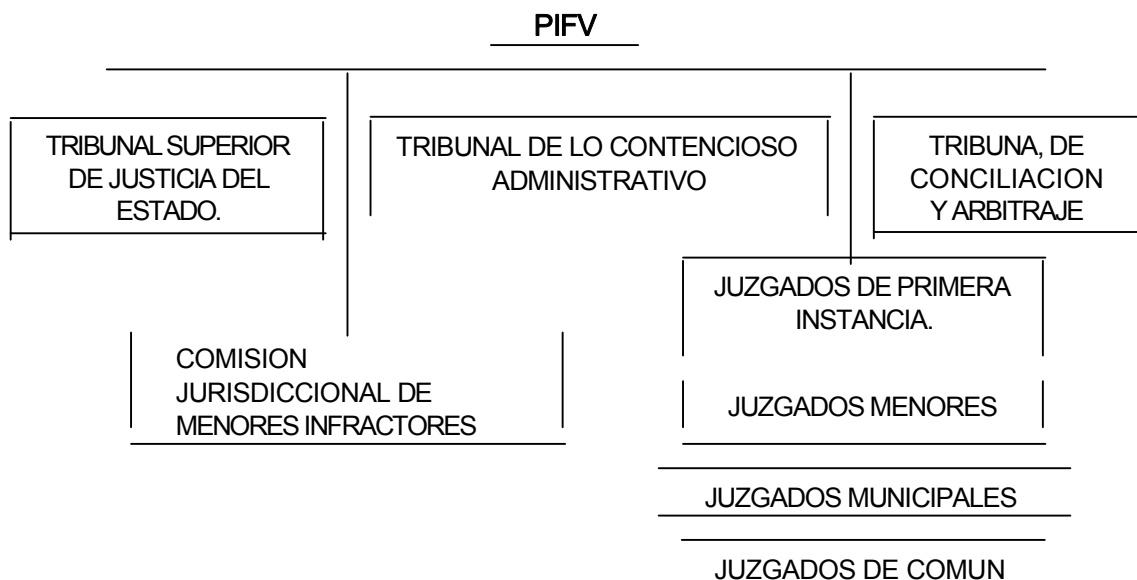 PIFV
TRIBUNAL SUPERIOR
DE JUSTICIA DEL
ESTADO.
TRIBUNAL DE LO CONTENCIOSO
ADMINISTRATIVO
TRIBUNA, DE
CONCILIACION
Y ARBITRAJE
JUZGADOS DE PRIMERA
INSTANCIA.
COMISION
JURISDICCIONAL DE
MENORES INFRACTORES
JUZGADOS MENORES
JUZGADOS MUNICIPALES
JUZGADOS DE COMUN